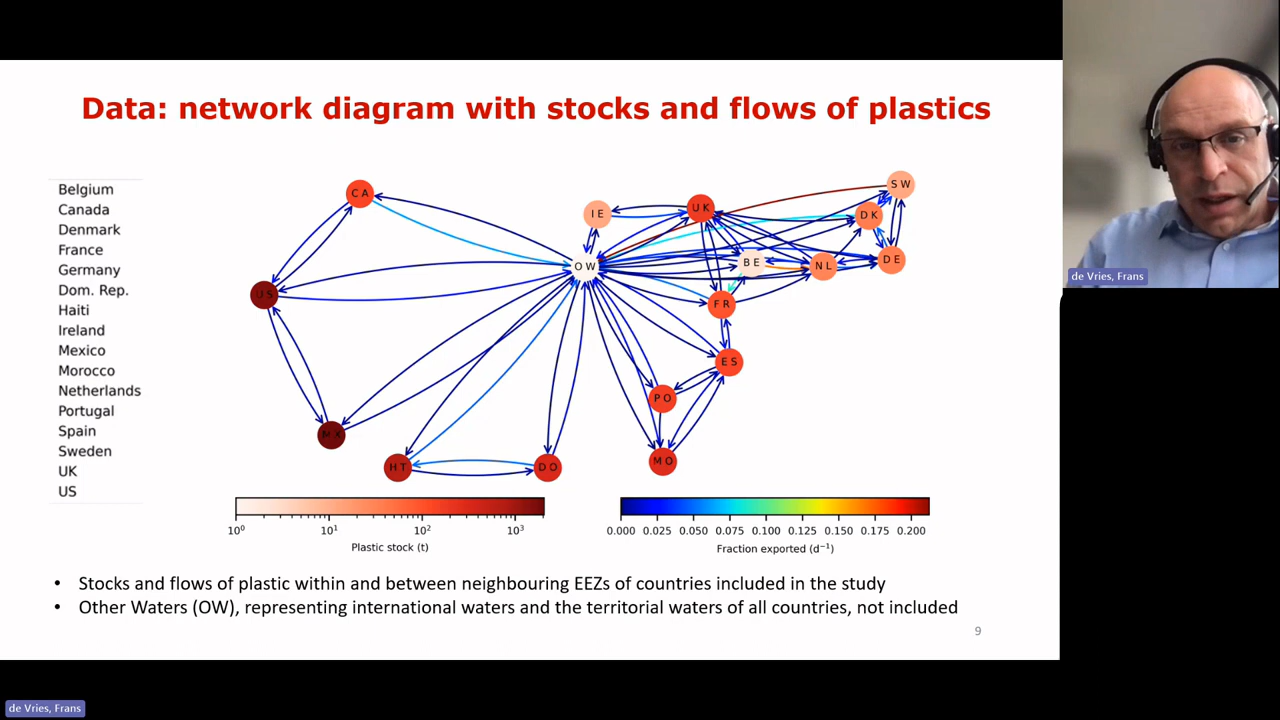 Data: network diagram with stocks and flows of plastics
Belgium
Canada
Denmark
France
Germany
Dom. Rep.
Haiti
Ireland
Mexico
Morocco
Netherlands
Portugal
Spain
Sweden
UK
US
CA
US
MX
HT
DO
IE
OW
UK
BE
NL
FR
ES
PO
MO
SW
DK
DE
10⁰ 10¹ 10² 10³
Plastic stock (t)
0.000 0.025 0.050 0.075 0.100 0.125 0.150 0.175 0.200
Fraction exported (d⁻¹)
• Stocks and flows of plastic within and between neighbouring EEZs of countries included in the study
• Other Waters (OW), representing international waters and the territorial waters of all countries, not included
9
de Vries, Frans
de Vries, Frans